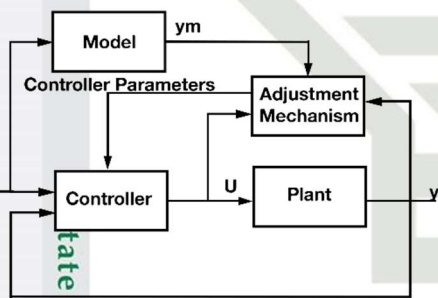 ym
Model
Controller Parameters
Adjustment
Mechanism
U
Controller
Plant
y
tate